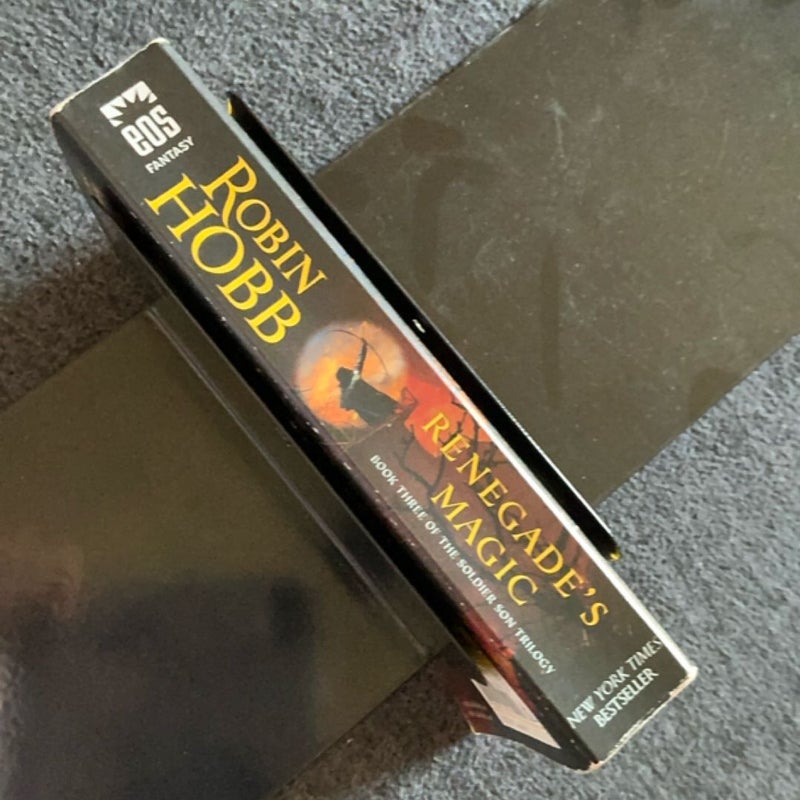 eos
FANTASY
ROBIN
HOBB
RENEGADE'S
MAGIC
BOOK THREE OF THE SOLDIER SON TRILOGY
NEW YORK TIMES
BESTSELLER